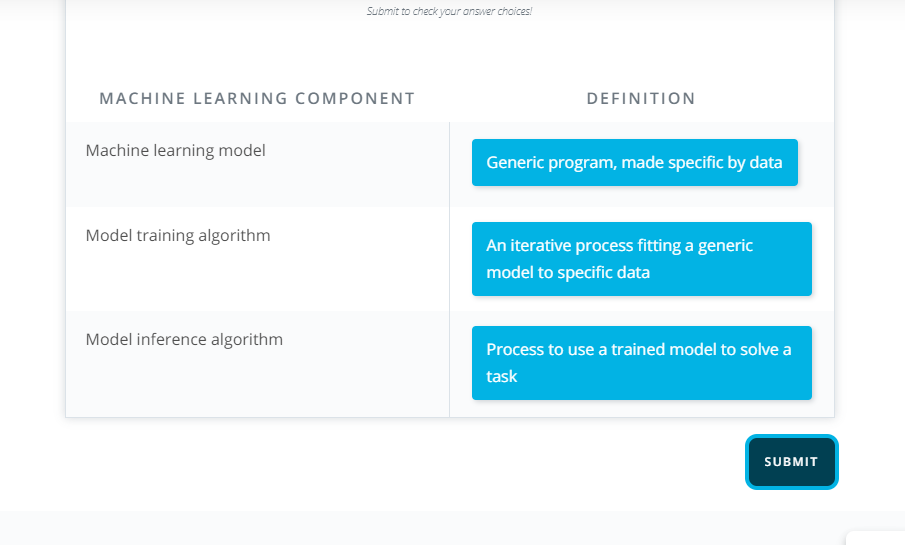 Submit to check your answer choices!
MACHINE LEARNING COMPONENT
DEFINITION
Machine learning model
Generic program, made specific by data
Model training algorithm
An iterative process fitting a generic
model to specific data
Model inference algorithm
Process to use a trained model to solve a
task
SUBMIT